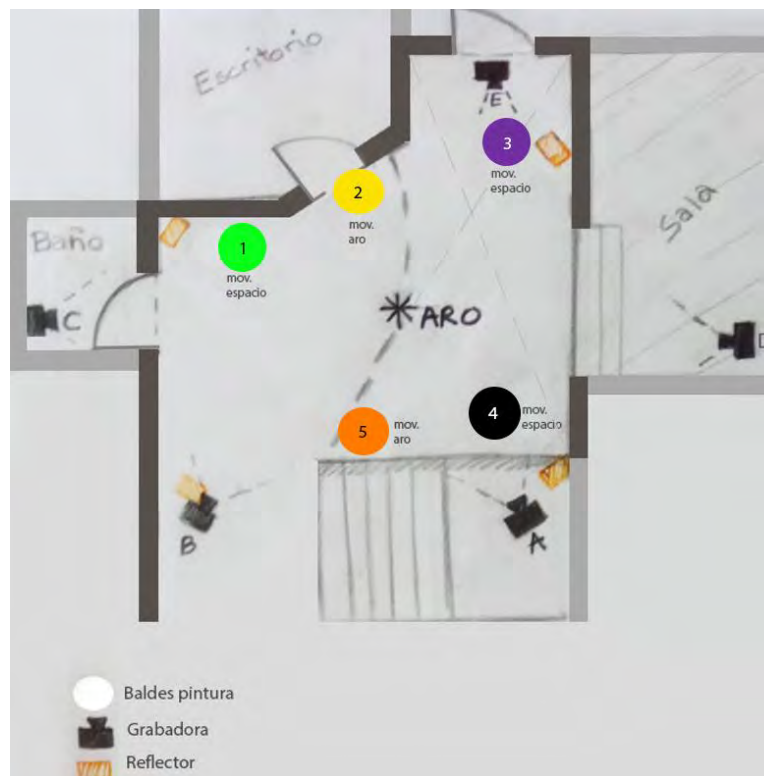 Escritorio
E
3
mov.
espacio
2
mov.
aro
Sala
Baño
1
mov.
espacio
C
ARO
D
4
mov.
espacio
5
mov.
aro
B
A
Baldes pintura
Grabadora
Reflector